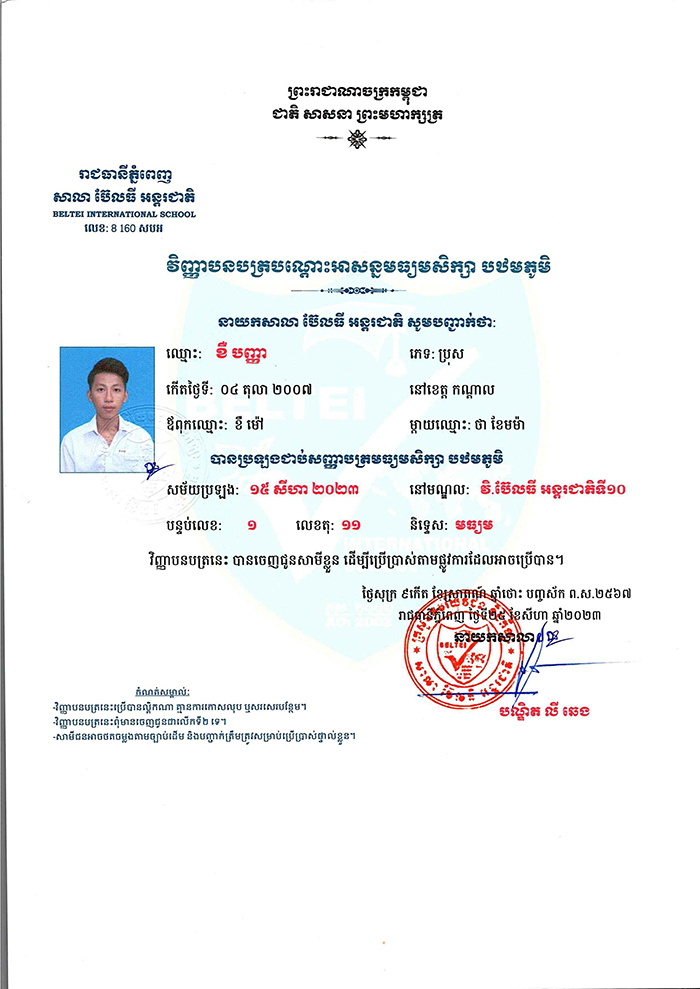 ព្រះរាជាណាចក្រកម្ពុជា
ជាតិ សាសនា ព្រះមហាក្សត្រ
រាជធានីភ្នំពេញ
សាលា ប៊ែលធី អន្តរជាតិ
BELTEI INTERNATIONAL SCHOOL
លេខ: 8 160 សបអ
វិញ្ញាបនបត្របណ្តោះអាសន្នមធ្យមសិក្សា បឋមភូមិ
នាយកសាលា ប៊ែលធី អន្តរជាតិ សូមបញ្ជាក់ថា:
ឈ្មោះ: ខឺ បញ្ញា ភេទ: ប្រុស
កើតថ្ងៃទី: ០៤ តុលា ២០០៧ នៅខេត្ត កណ្តាល
ឪពុកឈ្មោះ: ខឺ ម៉ៅ ម្តាយឈ្មោះ: ថា ខែមម៉ា
បានប្រឡងជាប់សញ្ញាបត្រមធ្យមសិក្សា បឋមភូមិ
សម័យប្រឡង: ១៥ សីហា ២០២៣ នៅមណ្ឌល: វិ.ប៊ែលធី អន្តរជាតិទី១០
បន្ទប់លេខ: ១ លេខតុ: ១១ និទ្ទេស: មធ្យម
វិញ្ញាបនបត្រនេះ បានចេញជូនសាមីខ្លួន ដើម្បីប្រើប្រាស់តាមផ្លូវការដែលអាចប្រើបាន។
ថ្ងៃសុក្រ ៩កើត ខែស្រាពណ៍ ឆ្នាំថោះ បញ្ចស័ក ព.ស.២៥៦៧
រាជធានីភ្នំពេញ ថ្ងៃទី២៥ ខែសីហា ឆ្នាំ២០២៣
នាយកសាលា
BELTEI
បណ្ឌិត លី ឆេង
កំណត់សម្គាល់:
-វិញ្ញាបនបត្រនេះប្រើបានល្គឹកណា គ្មានការកោសលុប ឬសរសេរបន្ថែម។
-វិញ្ញាបនបត្រនេះពុំមានចេញជូនជាលើកទី២ ទេ។
-សាមីជនអាចថតចម្លងតាមច្បាប់ដើម និងបញ្ជាក់ត្រឹមត្រូវសម្រាប់ប្រើប្រាស់ផ្ទាល់ខ្លួន។